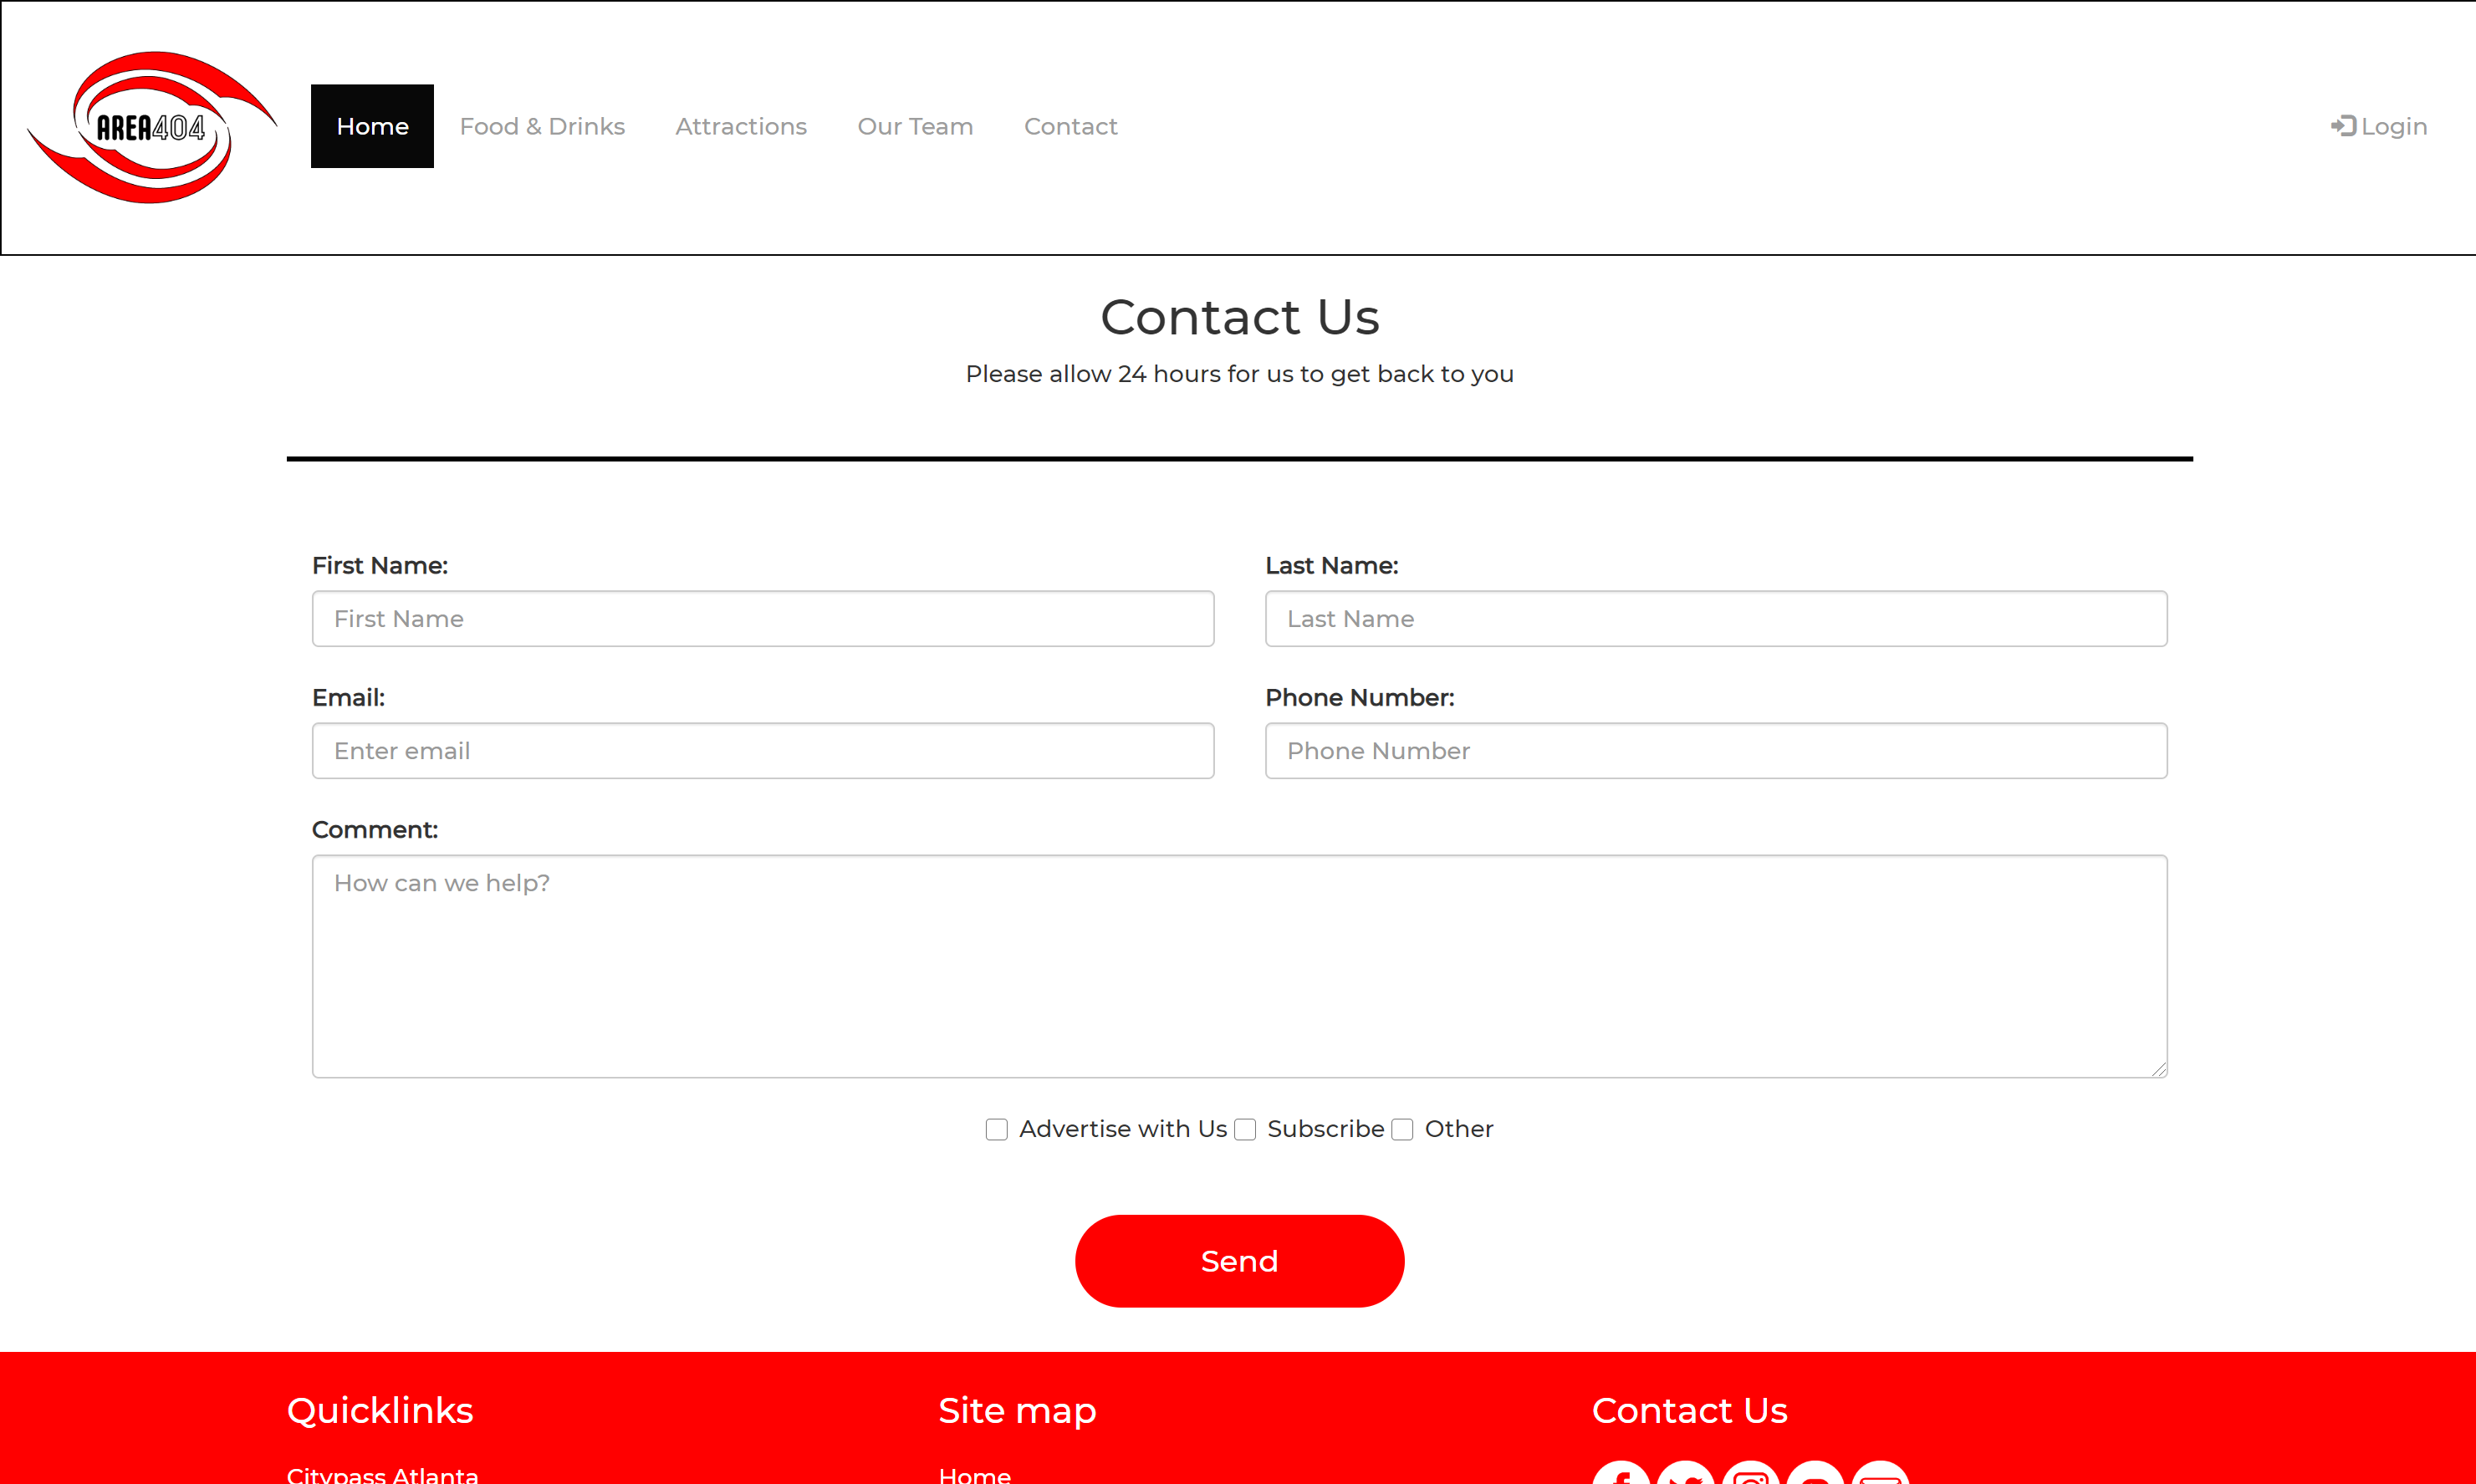 AREA404
Home Food & Drinks Attractions Our Team Contact Login
Contact Us
Please allow 24 hours for us to get back to you
First Name: Last Name:
First Name Last Name
Email: Phone Number:
Enter email Phone Number
Comment:
How can we help?
Advertise with Us Subscribe Other
Send
Quicklinks Site map Contact Us
Citypass Atlanta Home